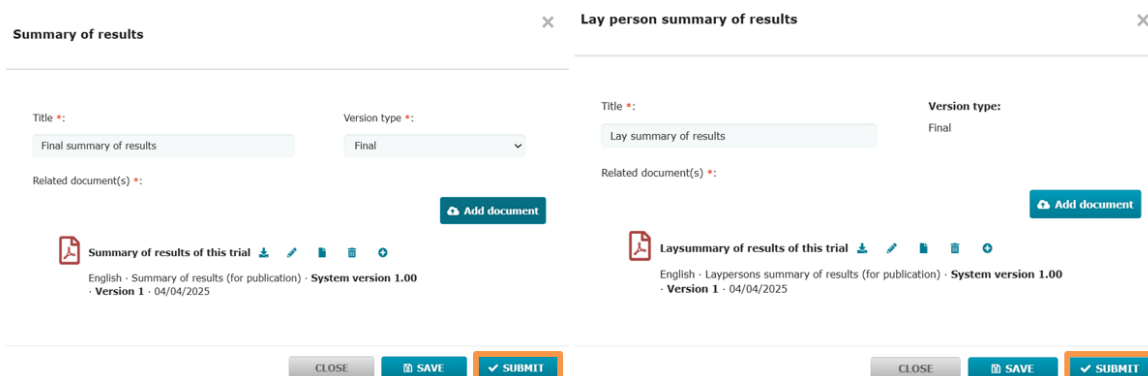 Summary of results
Title *:
Version type *:
Final summary of results
Final
Related document(s) *:
Add document
Summary of results of this trial
English · Summary of results (for publication) · System version 1.00
· Version 1 · 04/04/2025
CLOSE
SAVE
SUBMIT
Lay person summary of results
Title *:
Version type:
Lay summary of results
Final
Related document(s) *:
Add document
Laysummary of results of this trial
English · Laypersons summary of results (for publication) · System version 1.00
· Version 1 · 04/04/2025
CLOSE
SAVE
SUBMIT